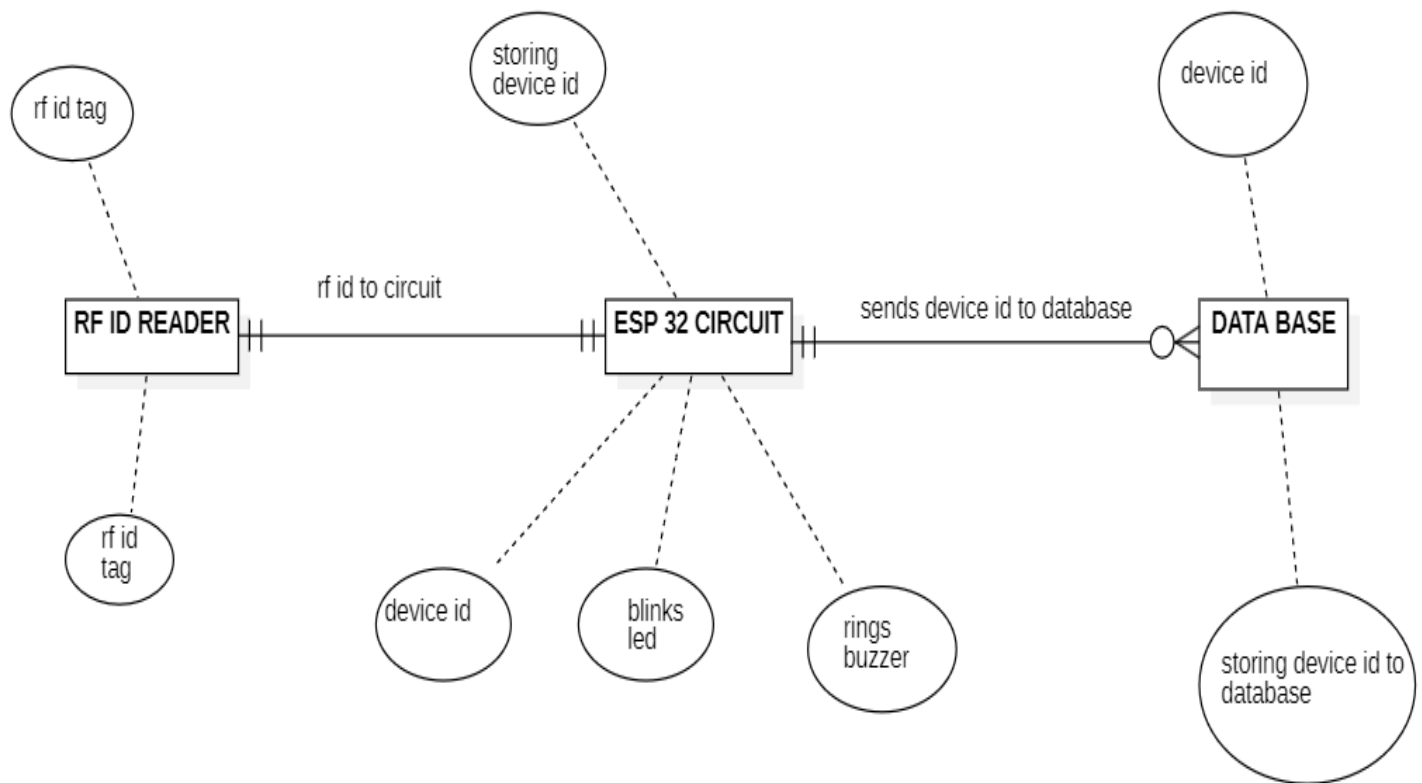 storing
device id
device id
rf id tag
rf id to circuit
sends device id to database
RF ID READER
ESP 32 CIRCUIT
DATA BASE
rf id
tag
device id
blinks
led
rings
buzzer
storing device id to
database